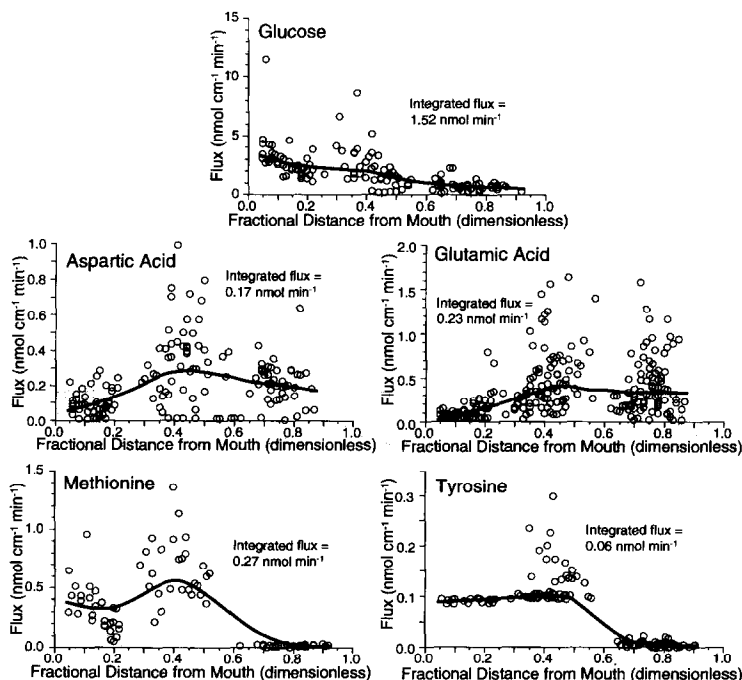 Glucose
15
10
5
0
Flux (nmol cm⁻¹ min⁻¹)
Integrated flux =
1.52 nmol min⁻¹
0.0 0.2 0.4 0.6 0.8 1.0
Fractional Distance from Mouth (dimensionless)
Aspartic Acid
1.0
0.8
0.6
0.4
0.2
0.0
Flux (nmol cm⁻¹ min⁻¹)
Integrated flux =
0.17 nmol min⁻¹
0.0 0.2 0.4 0.6 0.8 1.0
Fractional Distance from Mouth (dimensionless)
Glutamic Acid
2.0
1.5
1.0
0.5
0.0
Flux (nmol cm⁻¹ min⁻¹)
Integrated flux =
0.23 nmol min⁻¹
0.0 0.2 0.4 0.6 0.8 1.0
Fractional Distance from Mouth (dimensionless)
Methionine
1.5
1.0
0.5
0.0
Flux (nmol cm⁻¹ min⁻¹)
Integrated flux =
0.27 nmol min⁻¹
0.0 0.2 0.4 0.6 0.8 1.0
Fractional Distance from Mouth (dimensionless)
Tyrosine
0.3
0.2
0.1
0.0
Flux (nmol cm⁻¹ min⁻¹)
Integrated flux =
0.06 nmol min⁻¹
0.0 0.2 0.4 0.6 0.8 1.0
Fractional Distance from Mouth (dimensionless)